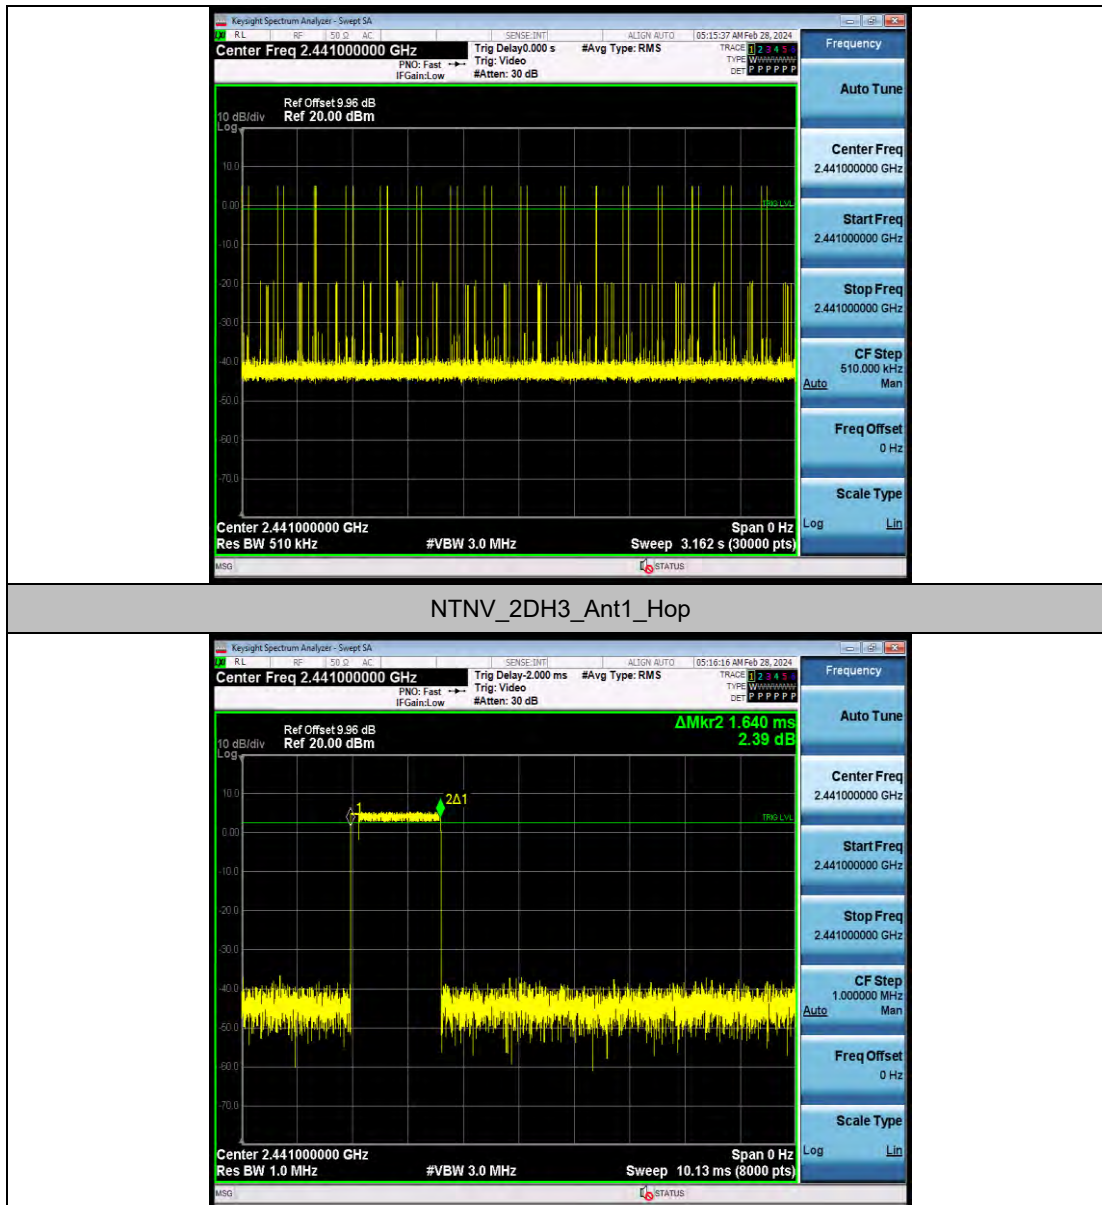 Keysight Spectrum Analyzer - Swept SA
RL RF 50 Ω AC SENSE:INT ALIGN AUTO 05:15:37 AM Feb 28, 2024
Center Freq 2.441000000 GHz Trig Delay0.000 s #Avg Type: RMS TRACE 1 2 3 4 5 6 Frequency
PNO: Fast Trig: Video TYPE WWWWWW
IFGain:Low #Atten: 30 dB DET P P P P P P
Auto Tune
Ref Offset 9.96 dB
10 dB/div Ref 20.00 dBm
Log
Center Freq
2.441000000 GHz
10.0
0.00
TRIG LVL
Start Freq
2.441000000 GHz
-10.0
-20.0
Stop Freq
2.441000000 GHz
-30.0
-40.0
CF Step
510.000 kHz
Auto Man
-50.0
-60.0
Freq Offset
0 Hz
-70.0
Scale Type
Log Lin
Center 2.441000000 GHz Span 0 Hz
Res BW 510 kHz #VBW 3.0 MHz Sweep 3.162 s (30000 pts)
MSG STATUS
NTNV_2DH3_Ant1_Hop
Keysight Spectrum Analyzer - Swept SA
RL RF 50 Ω AC SENSE:INT ALIGN AUTO 05:16:16 AM Feb 28, 2024
Center Freq 2.441000000 GHz Trig Delay-2.000 ms #Avg Type: RMS TRACE 1 2 3 4 5 6 Frequency
PNO: Fast Trig: Video TYPE WWWWWW
IFGain:Low #Atten: 30 dB DET P P P P P P
Auto Tune
ΔMkr2 1.640 ms
Ref Offset 9.96 dB
10 dB/div Ref 20.00 dBm 2.39 dB
Log
Center Freq
2.441000000 GHz
10.0
1 2Δ1
TRIG LVL
0.00
Start Freq
2.441000000 GHz
-10.0
-20.0
Stop Freq
2.441000000 GHz
-30.0
-40.0
CF Step
1.000000 MHz
Auto Man
-50.0
-60.0
Freq Offset
0 Hz
-70.0
Scale Type
Log Lin
Center 2.441000000 GHz Span 0 Hz
Res BW 1.0 MHz #VBW 3.0 MHz Sweep 10.13 ms (8000 pts)
MSG STATUS